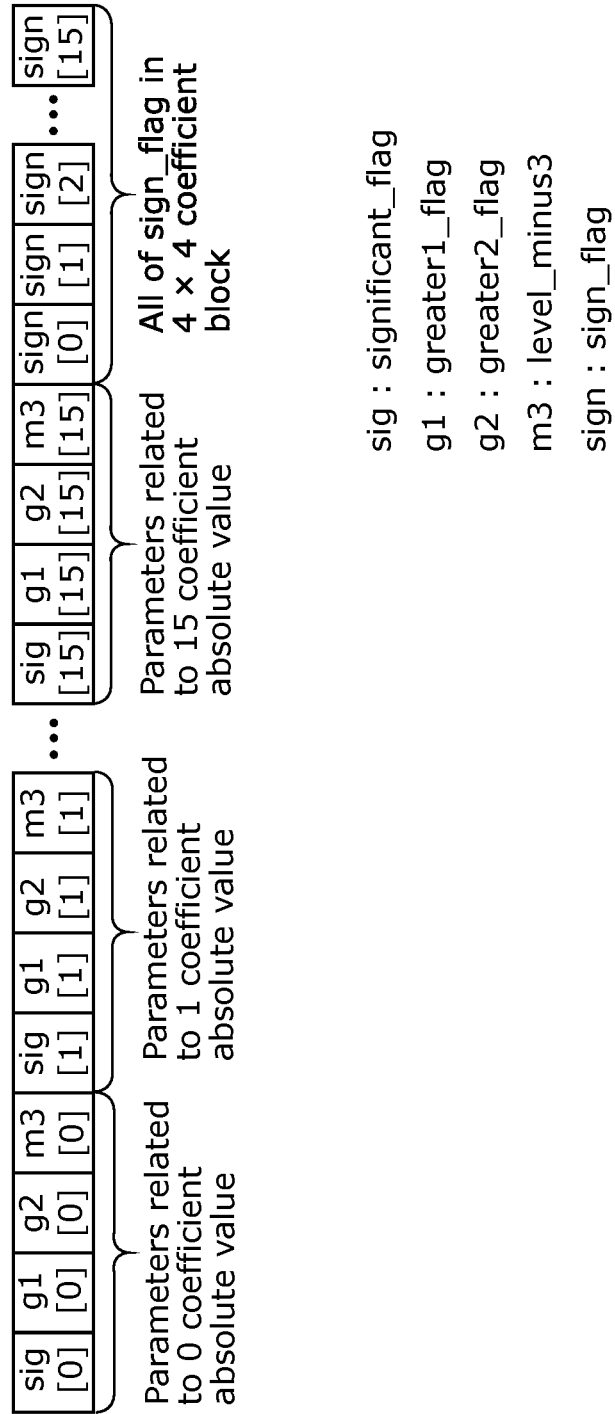 sig g1 g2 m3 sig g1 g2 m3 ••• sig g1 g2 m3 sign sign sign ••• sign
[0] [0] [0] [0] [1] [1] [1] [1] [15] [15] [15] [15] [0] [1] [2] [15]
Parameters related
to 0 coefficient
absolute value
Parameters related
to 1 coefficient
absolute value
Parameters related
to 15 coefficient
absolute value
All of sign_flag in
4 × 4 coefficient
block
sig : significant_flag
g1 : greater1_flag
g2 : greater2_flag
m3 : level_minus3
sign : sign_flag